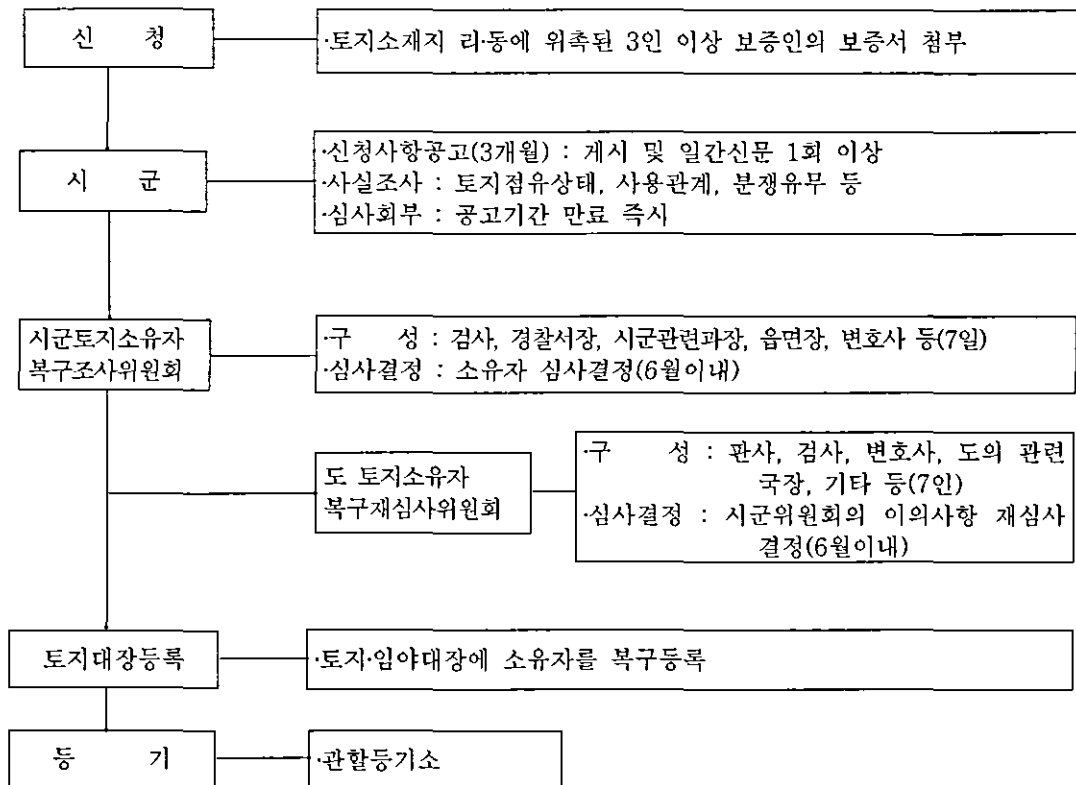 신 청
·토지소재지 리·동에 위촉된 3인 이상 보증인의 보증서 첨부
시 군
·신청사항공고(3개월) : 게시 및 일간신문 1회 이상
·사실조사 : 토지점유상태, 사용관계, 분쟁유무 등
·심사회부 : 공고기간 만료 즉시
시군토지소유자
복구조사위원회
·구 성 : 검사, 경찰서장, 시군관련과장, 읍면장, 변호사 등(7일)
·심사결정 : 소유자 심사결정(6월이내)
도 토지소유자
복구재심사위원회
·구 성 : 판사, 검사, 변호사, 도의 관련
국장, 기타 등(7인)
·심사결정 : 시군위원회의 이의사항 재심사
결정(6월이내)
토지대장등록
·토지·임야대장에 소유자를 복구등록
등 기
·관할등기소